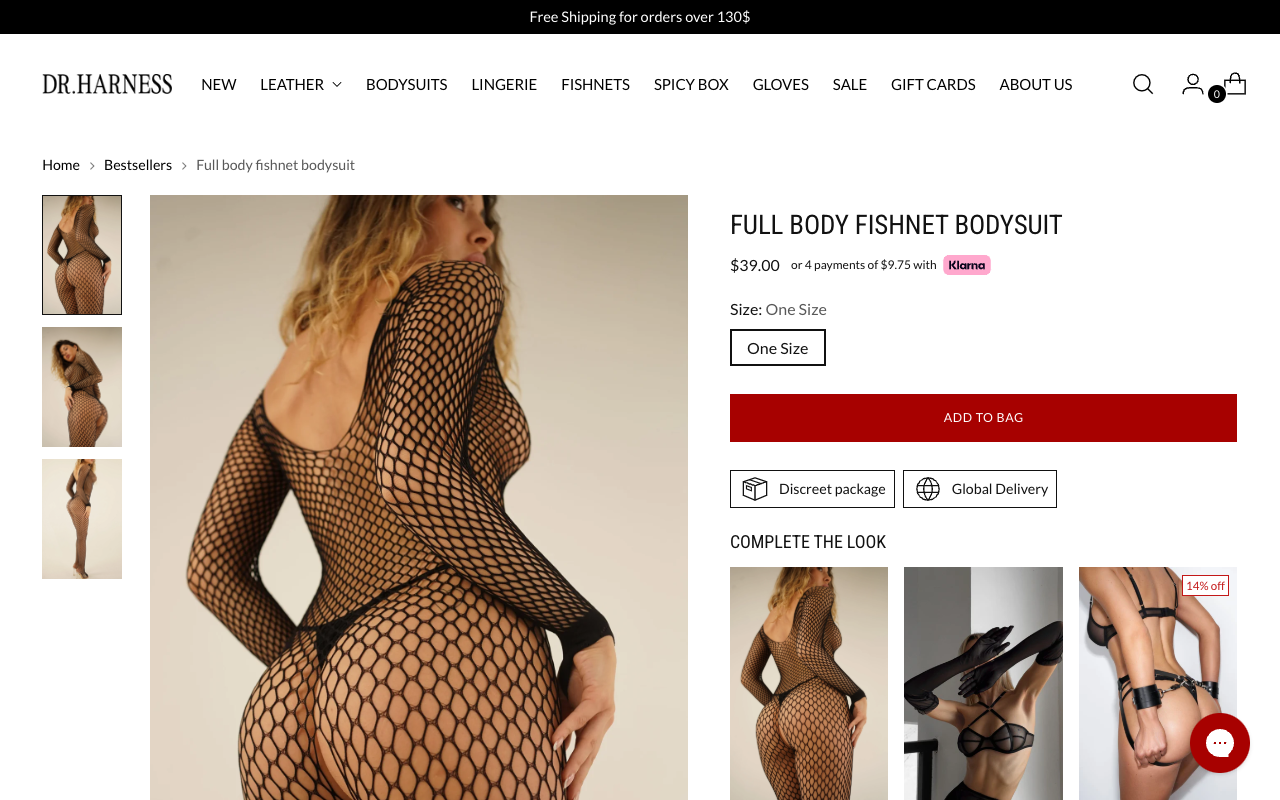 Free Shipping for orders over 130$
DR.HARNESS NEW LEATHER BODYSUITS LINGERIE FISHNETS SPICY BOX GLOVES SALE GIFT CARDS ABOUT US 0
Home Bestsellers Full body fishnet bodysuit
FULL BODY FISHNET BODYSUIT
$39.00 or 4 payments of $9.75 with Klarna
Size: One Size
One Size
ADD TO BAG
Discreet package Global Delivery
COMPLETE THE LOOK
14% off